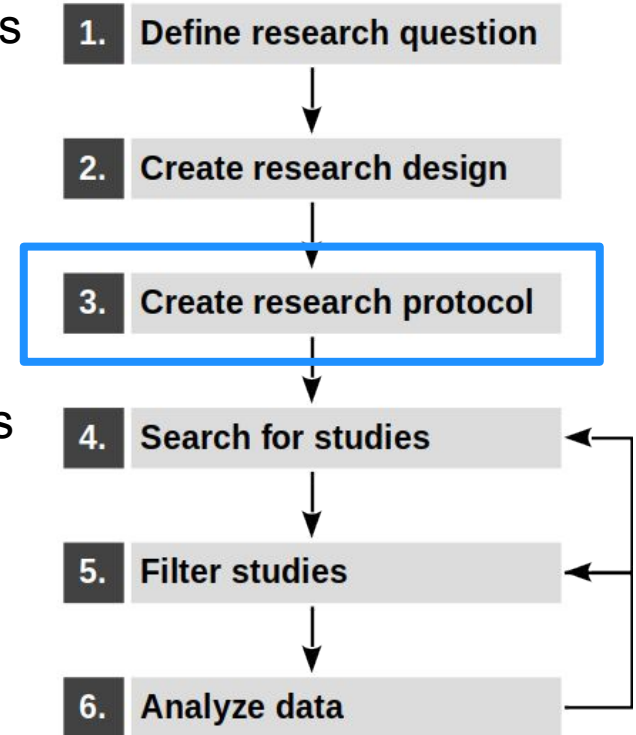 s
1. Define research question
2. Create research design
3. Create research protocol
s
4. Search for studies
5. Filter studies
6. Analyze data